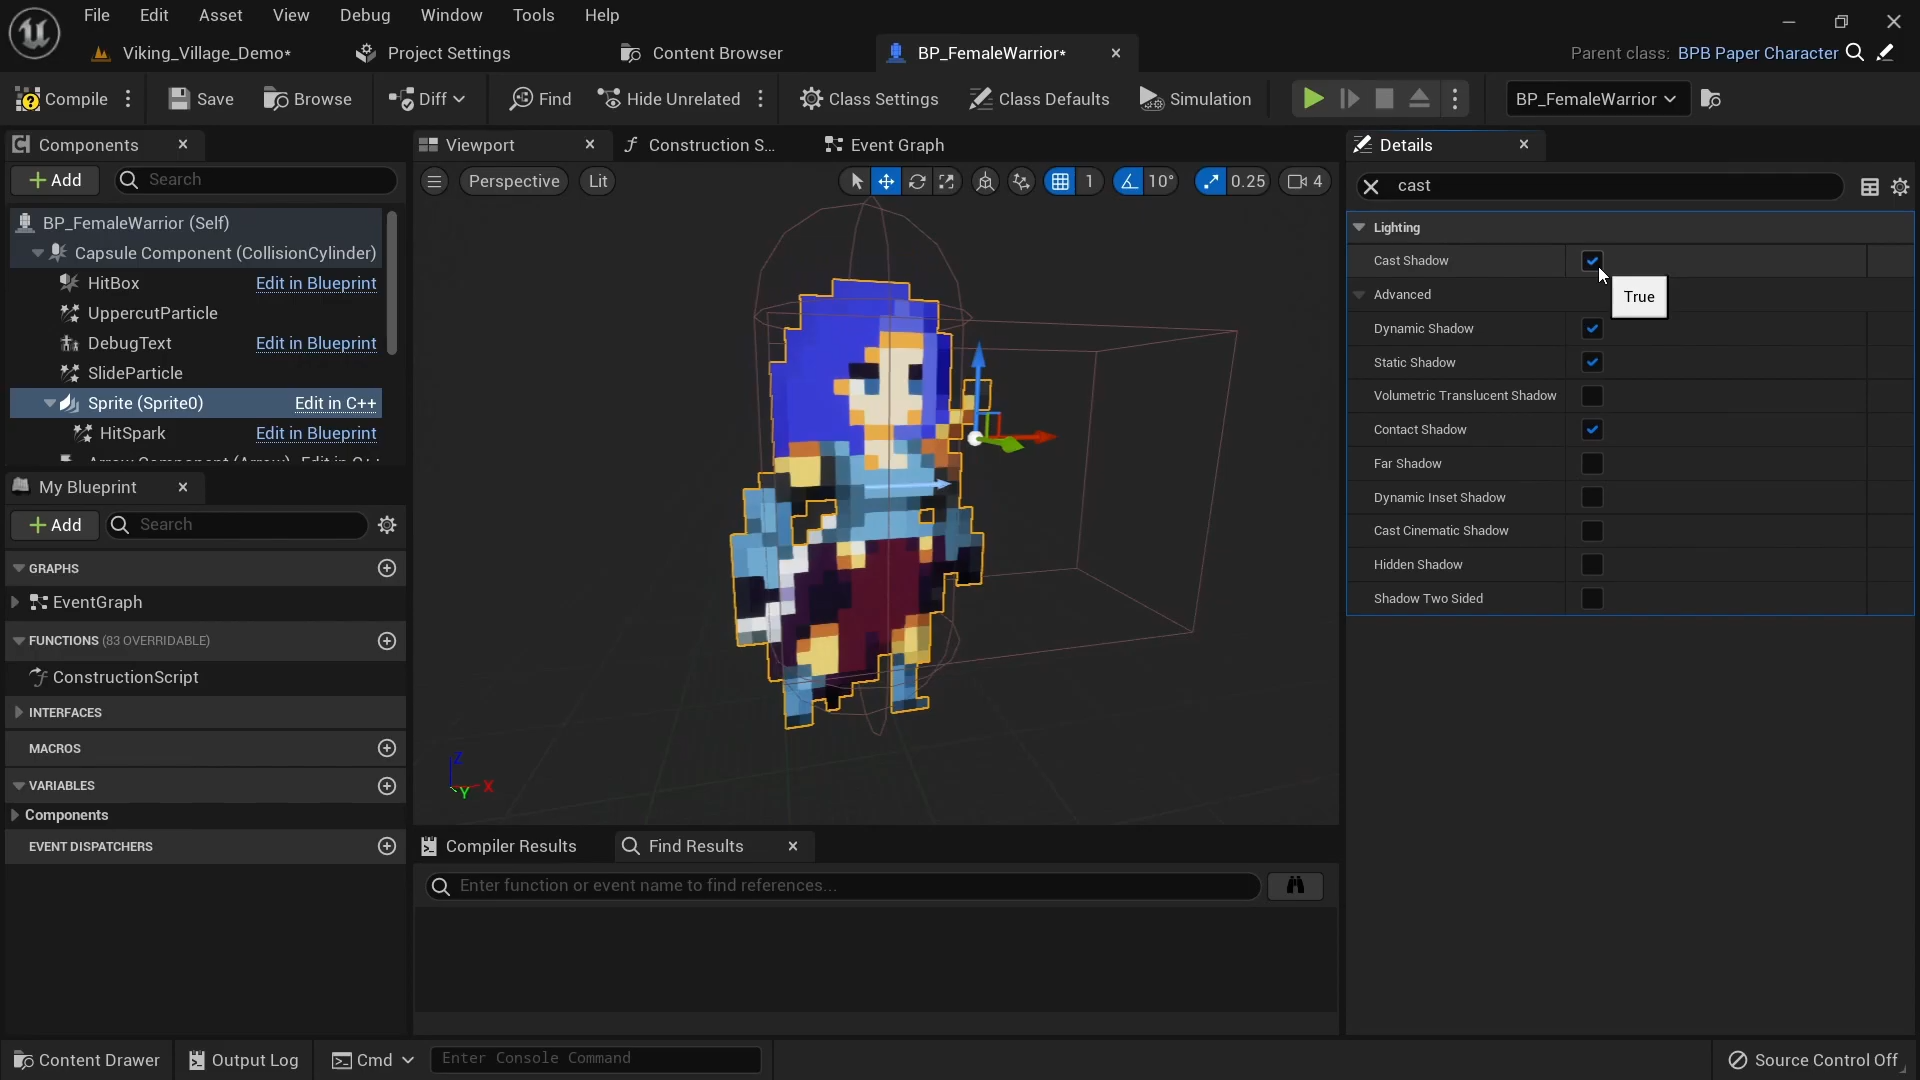 File Edit Asset View Debug Window Tools Help
Viking_Village_Demo* Project Settings Content Browser BP_FemaleWarrior* Parent class: BPB Paper Character
Compile Save Browse Diff Find Hide Unrelated Class Settings Class Defaults Simulation BP_FemaleWarrior
Components
Add Search
BP_FemaleWarrior (Self)
Capsule Component (CollisionCylinder)
HitBox Edit in Blueprint
UppercutParticle
DebugText Edit in Blueprint
SlideParticle
Sprite (Sprite0) Edit in C++
HitSpark Edit in Blueprint
Arrow Component (Arrow) Edit in C++
My Blueprint
Add Search
GRAPHS
EventGraph
FUNCTIONS (83 OVERRIDABLE)
ConstructionScript
INTERFACES
MACROS
VARIABLES
Components
EVENT DISPATCHERS
Viewport Construction S... Event Graph
Perspective Lit 1 10° 0.25 4
Z
X
Y
Compiler Results Find Results
Enter function or event name to find references...
Details
cast
Lighting
Cast Shadow
True
Advanced
Dynamic Shadow
Static Shadow
Volumetric Translucent Shadow
Contact Shadow
Far Shadow
Dynamic Inset Shadow
Cast Cinematic Shadow
Hidden Shadow
Shadow Two Sided
Content Drawer Output Log Cmd Enter Console Command Source Control Off